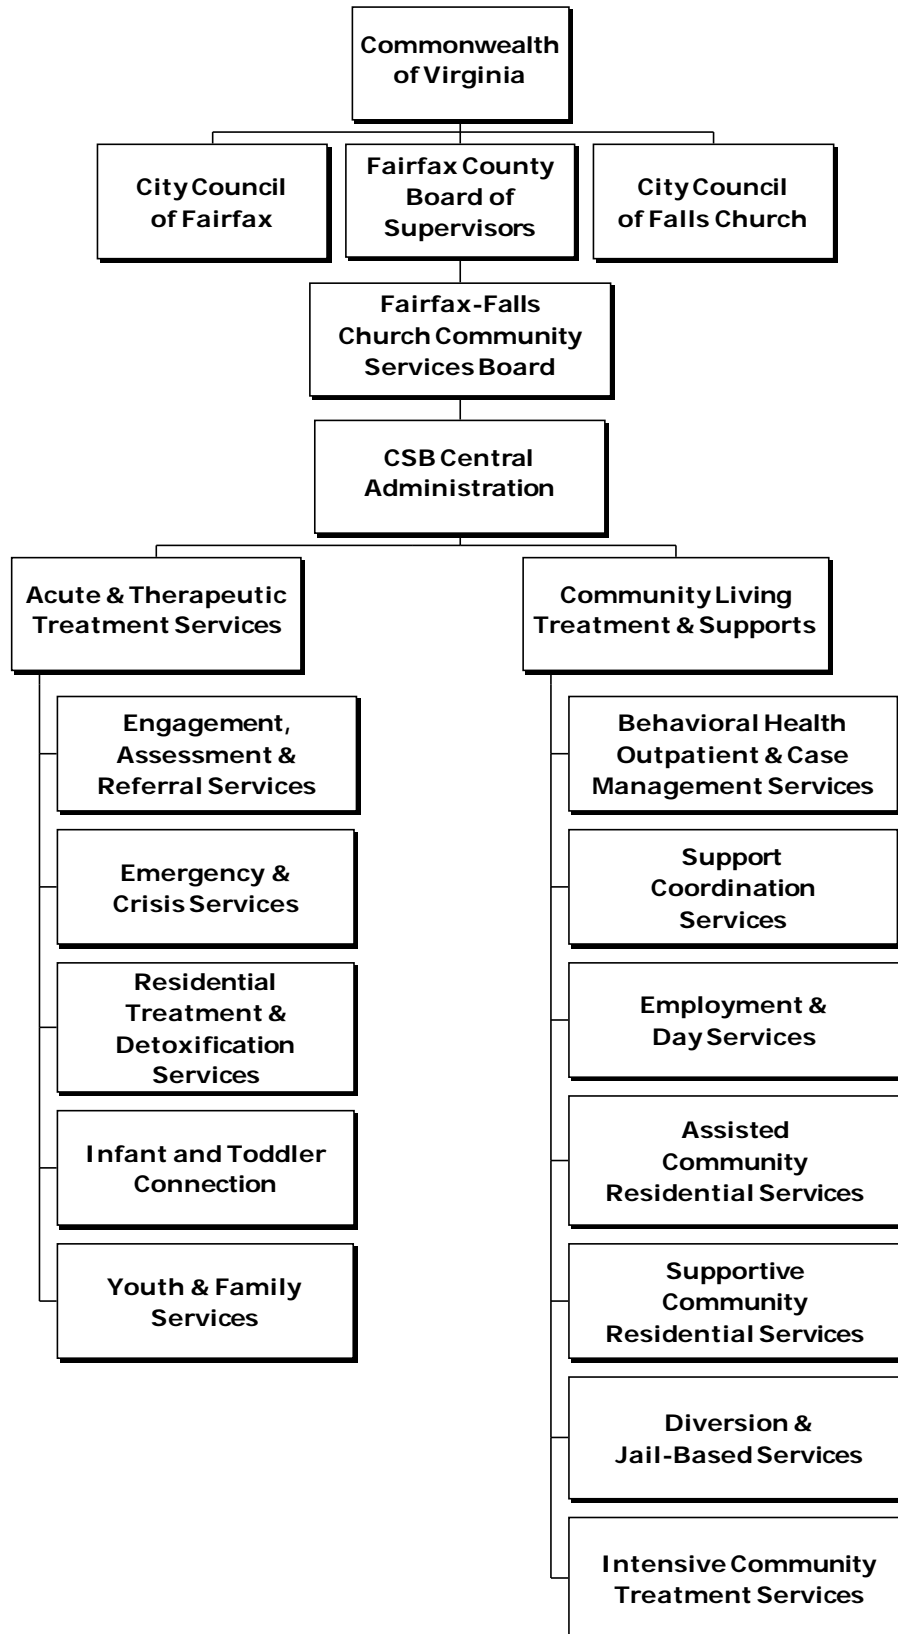 Commonwealth
of Virginia
City Council
of Fairfax
Fairfax County
Board of
Supervisors
City Council
of Falls Church
Fairfax-Falls
Church Community
Services Board
CSB Central
Administration
Acute & Therapeutic
Treatment Services
Community Living
Treatment & Supports
Engagement,
Assessment &
Referral Services
Emergency &
Crisis Services
Residential
Treatment &
Detoxification
Services
Infant and Toddler
Connection
Youth & Family
Services
Behavioral Health
Outpatient & Case
Management Services
Support
Coordination
Services
Employment &
Day Services
Assisted
Community
Residential Services
Supportive
Community
Residential Services
Diversion &
Jail-Based Services
Intensive Community
Treatment Services